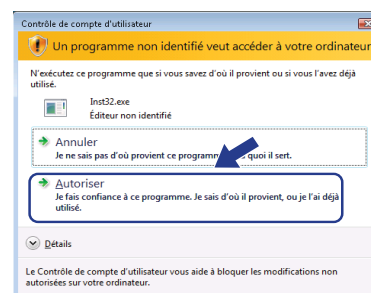 Contrôle de compte d'utilisateur
Un programme non identifié veut accéder à votre ordinateur
N'exécutez ce programme que si vous savez d'où il provient ou si vous l'avez déjà
utilisé.
Inst32.exe
Éditeur non identifié
Annuler
Je ne sais pas d'où provient ce programme quoi il sert.
Autoriser
Je fais confiance à ce programme. Je sais d'où il provient, ou je l'ai déjà
utilisé.
Détails
Le Contrôle de compte d'utilisateur vous aide à bloquer les modifications non
autorisées sur votre ordinateur.